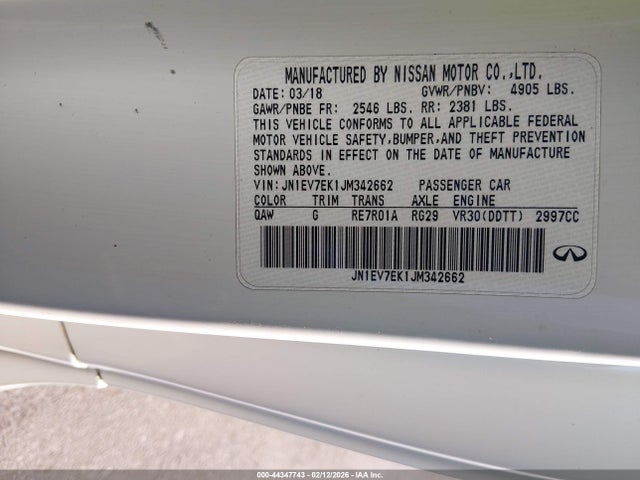 MANUFACTURED BY NISSAN MOTOR CO.,LTD.
DATE: 03/18 GVWR/PNBV: 4905 LBS.
GAWR/PNBE FR: 2546 LBS. RR: 2381 LBS.
THIS VEHICLE CONFORMS TO ALL APPLICABLE FEDERAL
MOTOR VEHICLE SAFETY,BUMPER,AND THEFT PREVENTION
STANDARDS IN EFFECT ON THE DATE OF MANUFACTURE
SHOWN ABOVE.
VIN:JN1EV7EK1JM342662 PASSENGER CAR
COLOR TRIM TRANS AXLE ENGINE
QAW G RE7R01A RG29 VR30(DDTT) 2997CC
JN1EV7EK1JM342662
000-44347743 - 02/12/2026 - IAA Inc.